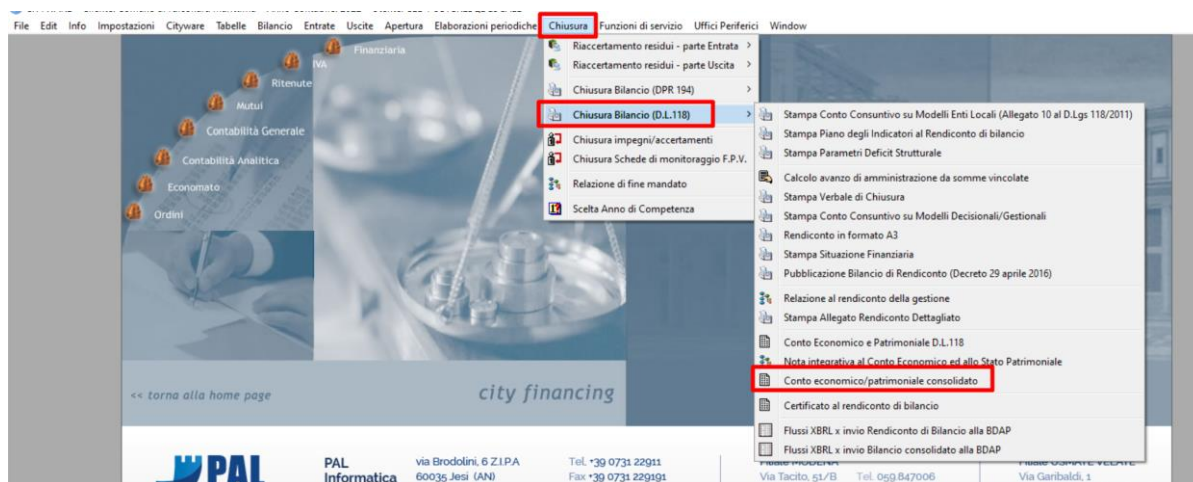 File Edit Info Impostazioni Cityware Tabelle Bilancio Entrate Uscite Apertura Elaborazioni periodiche Chiusura Funzioni di servizio Uffici Periferici Window
Finanziaria
IVA
Ritenute
Mutui
Contabilità Generale
Contabilità Analitica
Economato
Ordini
Riaccertamento residui - parte Entrata >
Riaccertamento residui - parte Uscita >
Chiusura Bilancio (DPR 194) >
Chiusura Bilancio (D.L.118) >
Chiusura impegni/accertamenti
Chiusura Schede di monitoraggio F.P.V.
Relazione di fine mandato
Scelta Anno di Competenza
Stampa Conto Consuntivo su Modelli Enti Locali (Allegato 10 al D.Lgs 118/2011)
Stampa Piano degli Indicatori al Rendiconto di bilancio
Stampa Parametri Deficit Strutturale
Calcolo avanzo di amministrazione da somme vincolate
Stampa Verbale di Chiusura
Stampa Conto Consuntivo su Modelli Decisionali/Gestionali
Rendiconto in formato A3
Stampa Situazione Finanziaria
Pubblicazione Bilancio di Rendiconto (Decreto 29 aprile 2016)
Relazione al rendiconto della gestione
Stampa Allegato Rendiconto Dettagliato
Conto Economico e Patrimoniale D.L.118
Nota integrativa al Conto Economico ed allo Stato Patrimoniale
Conto economico/patrimoniale consolidato
Certificato al rendiconto di bilancio
Flussi XBRL x invio Rendiconto di Bilancio alla BDAP
Flussi XBRL x invio Bilancio consolidato alla BDAP
<< torna alla home page
city financing
PAL
PAL
Informatica
via Brodolini, 6 Z.I.P.A
60035 Jesi (AN)
Tel. +39 0731 22911
Fax +39 0731 229191
Filiale MODENA
Via Tacito, 51/B Tel. 059.847006
Filiale USMATE VELATE
Via Garibaldi, 1